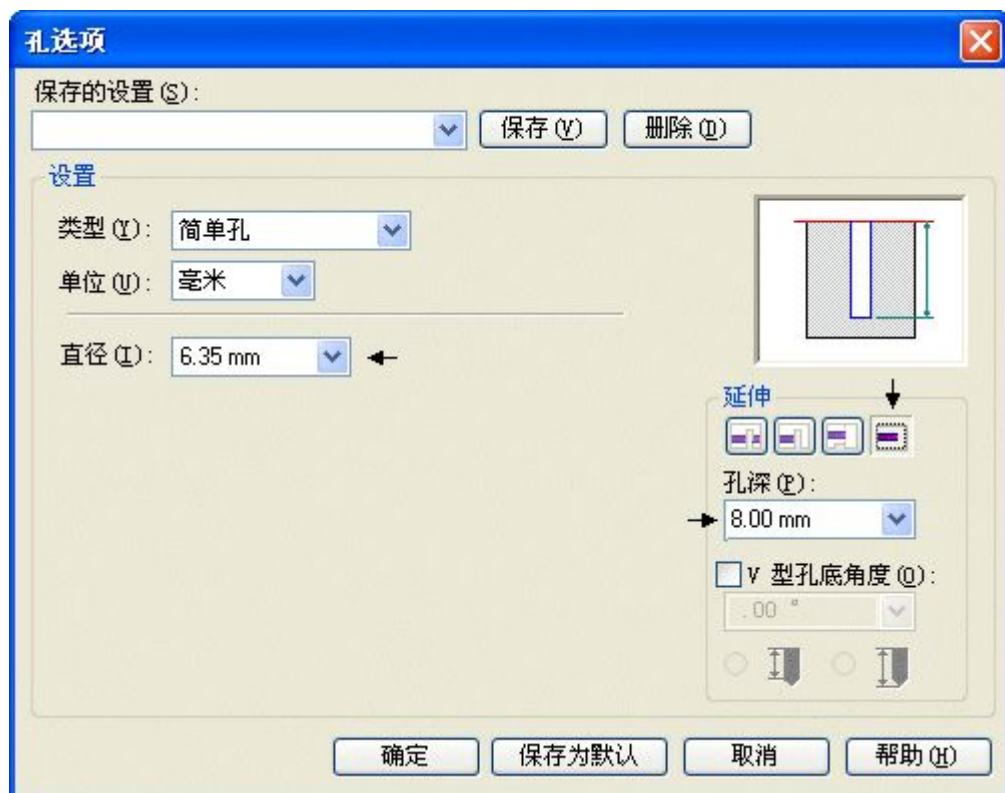 孔选项
保存的设置(S):
保存(V) 删除(D)
设置
类型(Y): 简单孔
单位(U): 毫米
直径(I): 6.35 mm
延伸
孔深(P):
8.00 mm
V 型孔底角度(O):
.00 °
确定 保存为默认 取消 帮助(H)